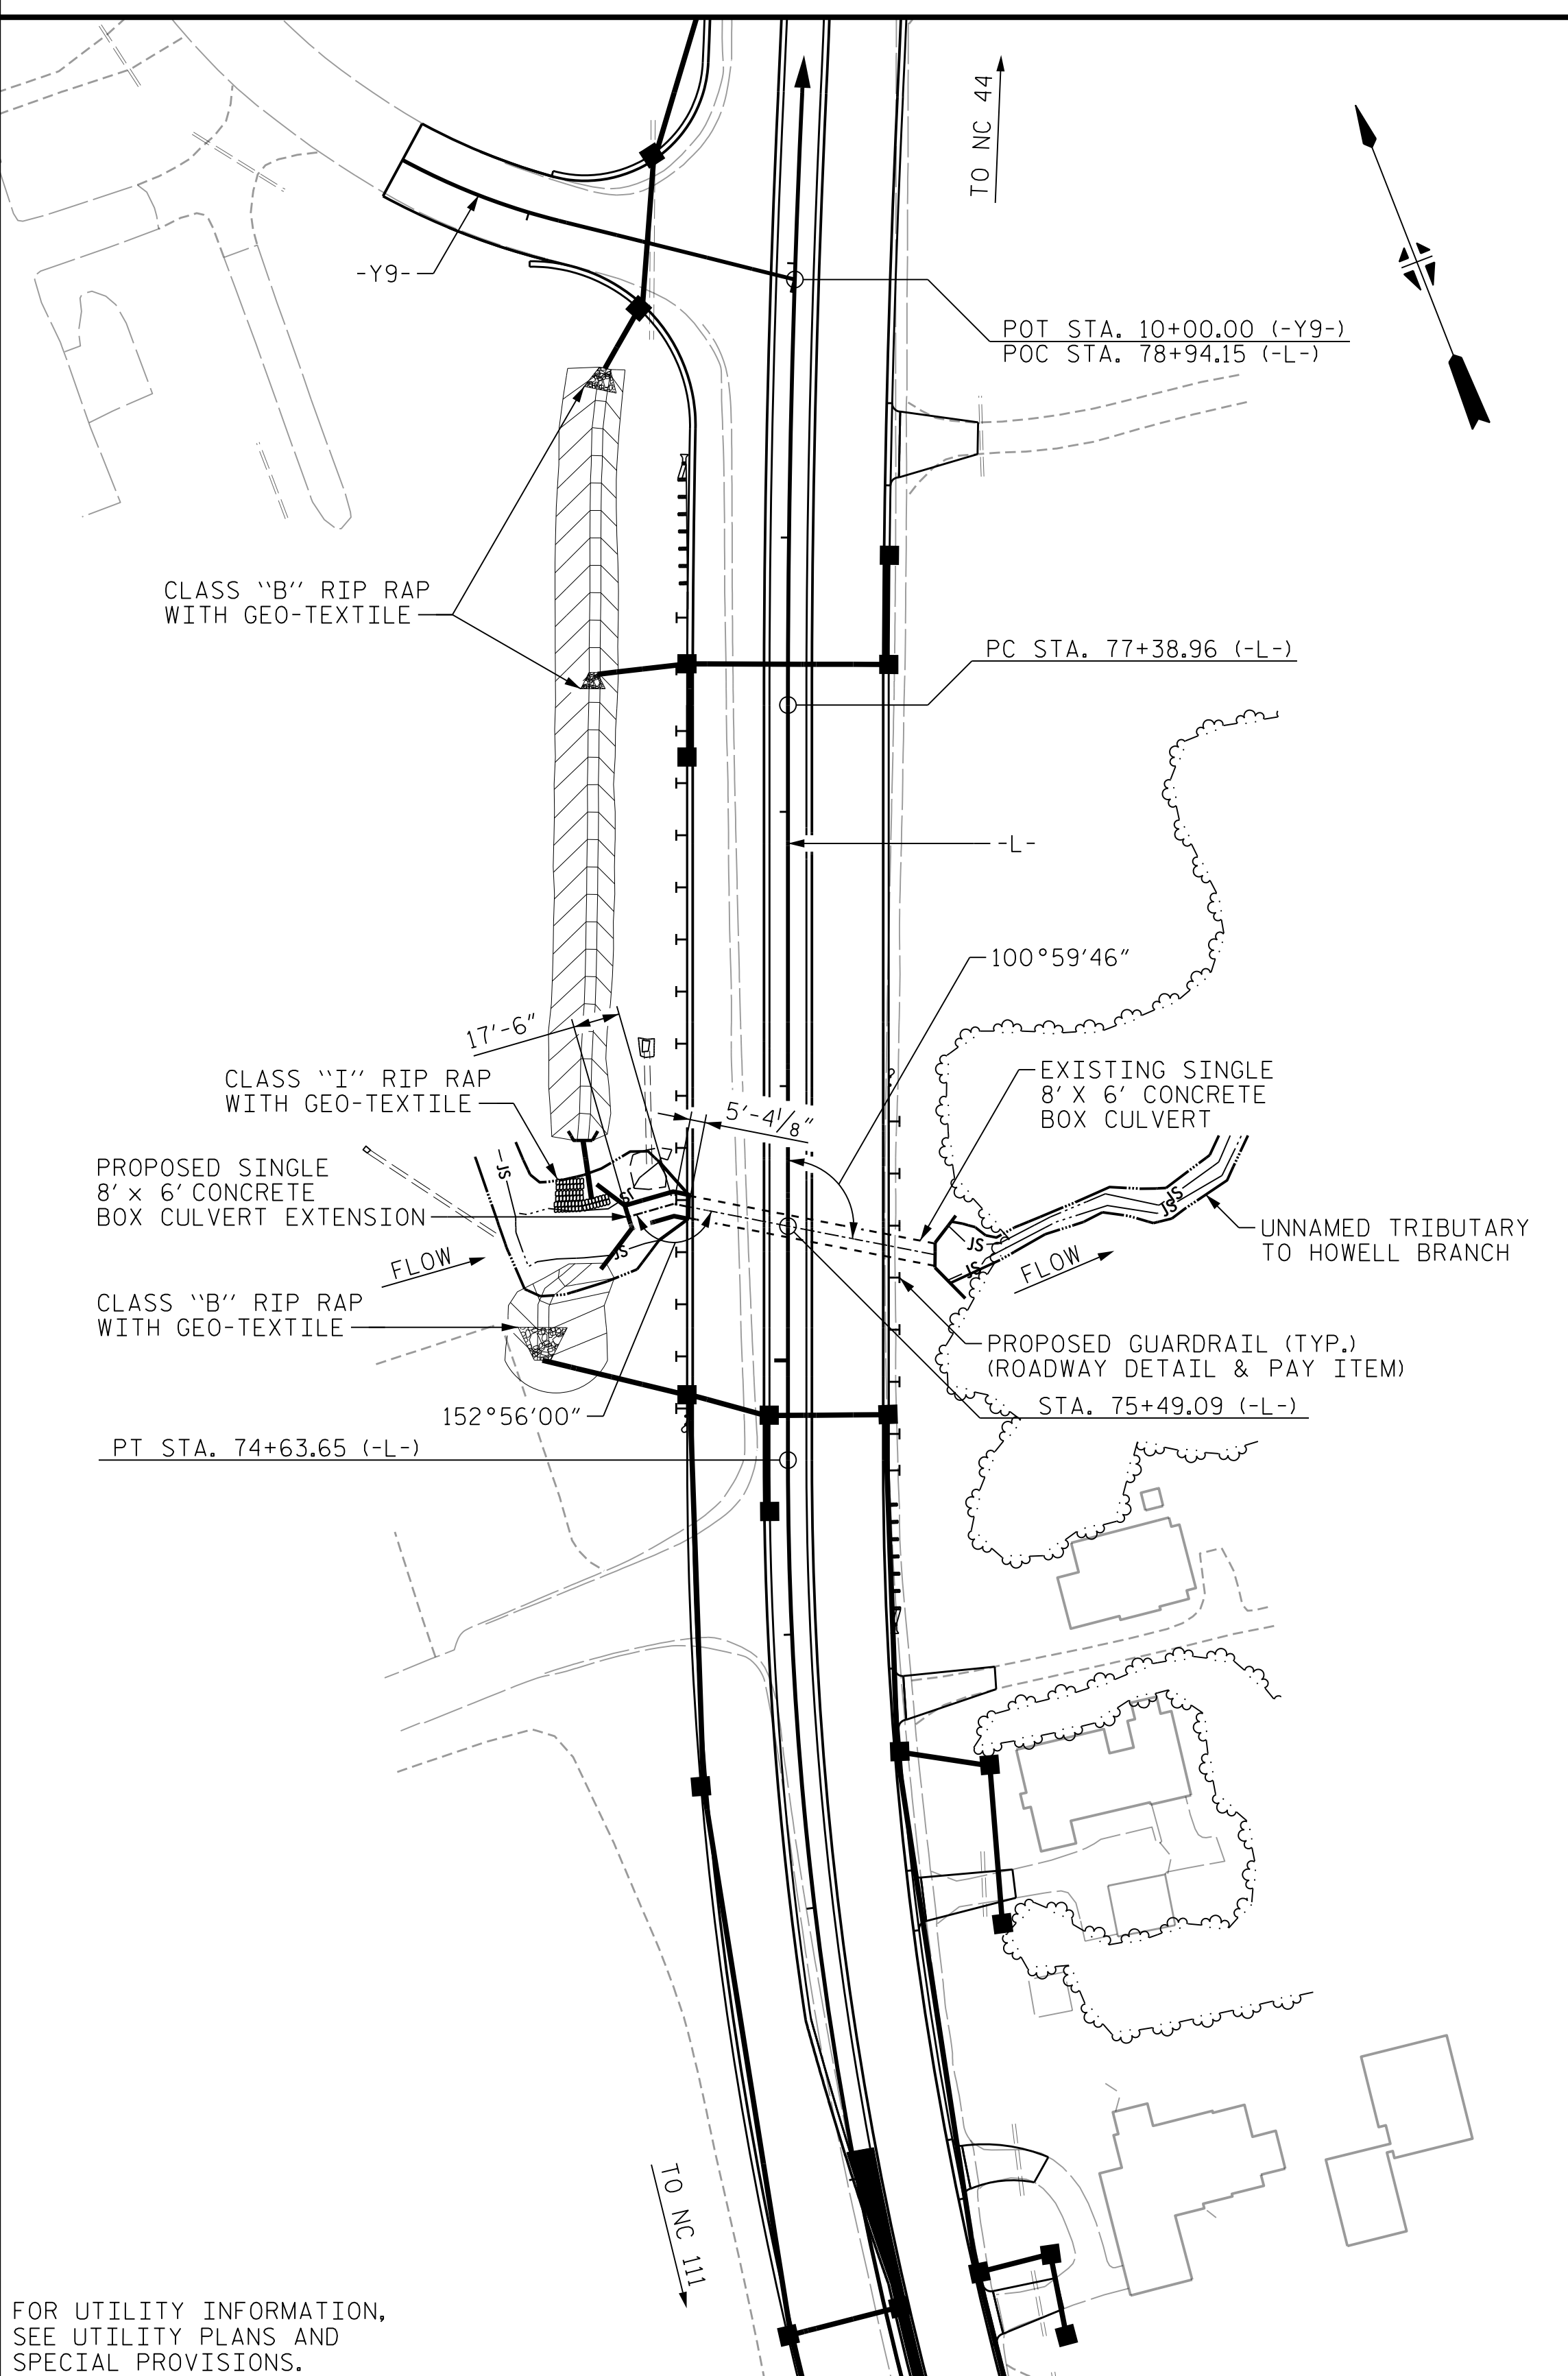 TO NC 44
-Y9-
POT STA. 10+00.00 (-Y9-)
POC STA. 78+94.15 (-L-)
CLASS "B" RIP RAP
WITH GEO-TEXTILE
PC STA. 77+38.96 (-L-)
-L-
100°59'46"
17'-6"
EXISTING SINGLE
8' X 6' CONCRETE
BOX CULVERT
CLASS "I" RIP RAP
WITH GEO-TEXTILE
5'-4 1/8"
PROPOSED SINGLE
8' x 6' CONCRETE
BOX CULVERT EXTENSION
JS
JS
JS
JS
JS
JS
JS
UNNAMED TRIBUTARY
TO HOWELL BRANCH
FLOW
FLOW
CLASS "B" RIP RAP
WITH GEO-TEXTILE
PROPOSED GUARDRAIL (TYP.)
(ROADWAY DETAIL & PAY ITEM)
152°56'00"
STA. 75+49.09 (-L-)
PT STA. 74+63.65 (-L-)
TO NC 111
FOR UTILITY INFORMATION,
SEE UTILITY PLANS AND
SPECIAL PROVISIONS.